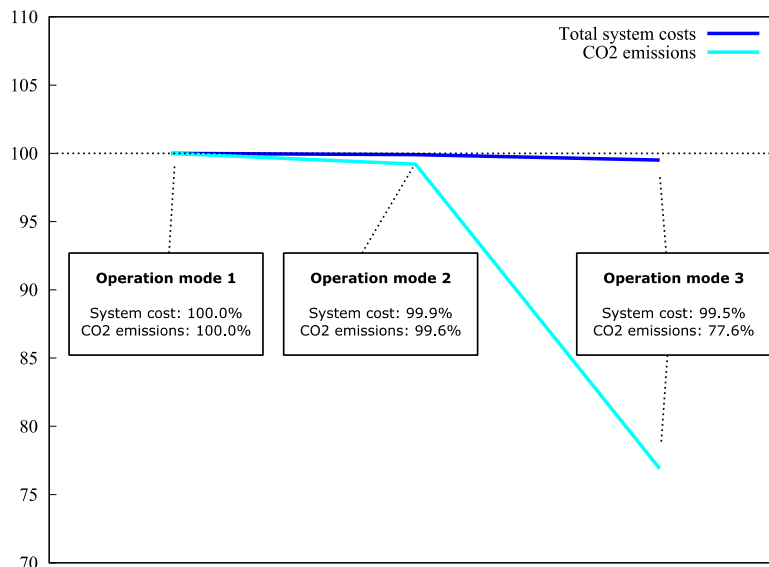 110
Total system costs
CO2 emissions
105
100
95
90
85
80
75
70
Operation mode 1
System cost: 100.0%
CO2 emissions: 100.0%
Operation mode 2
System cost: 99.9%
CO2 emissions: 99.6%
Operation mode 3
System cost: 99.5%
CO2 emissions: 77.6%